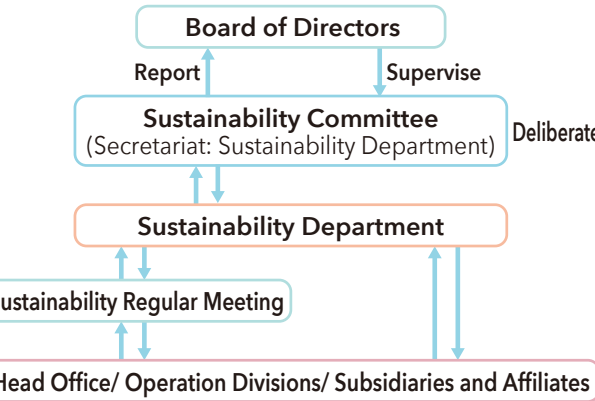 Board of Directors
Report
Supervise
Sustainability Committee
(Secretariat: Sustainability Department)
Deliberate
Sustainability Department
ustainability Regular Meeting
Head Office/ Operation Divisions/ Subsidiaries and Affiliates